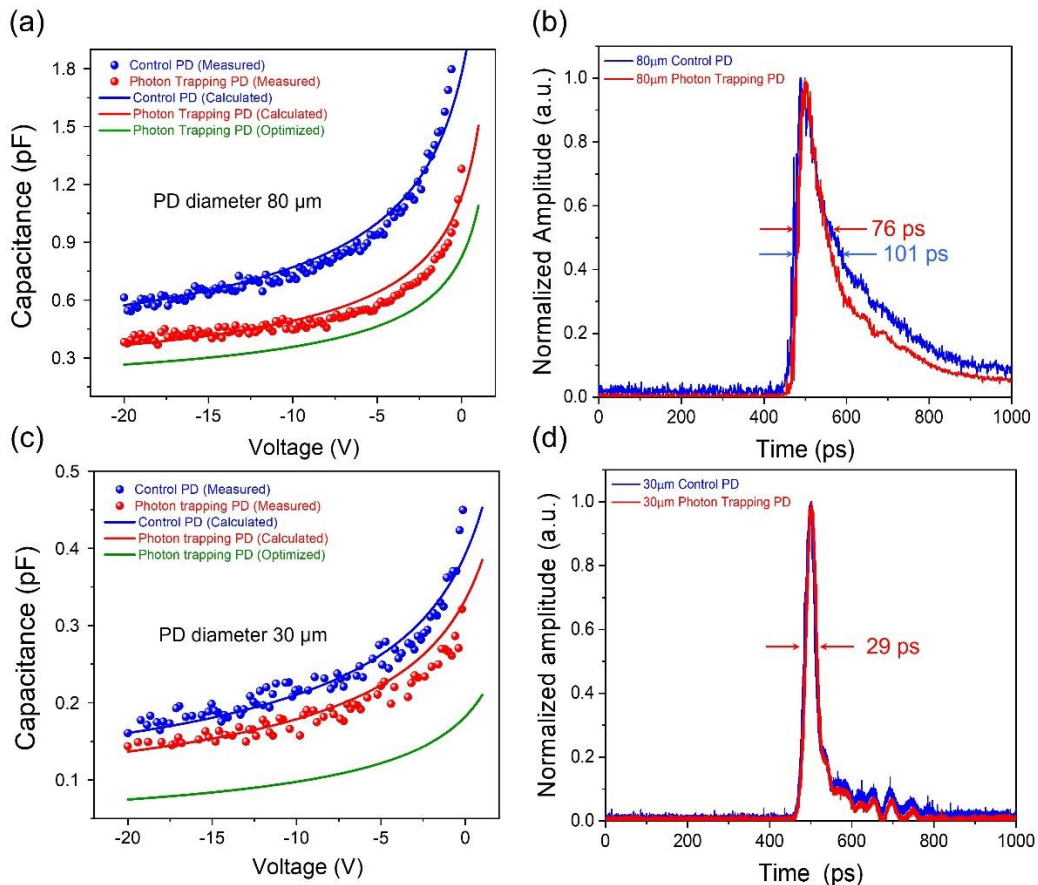 (a)
Capacitance (pF)
1.8
1.5
1.2
0.9
0.6
0.3
Control PD (Measured)
Photon Trapping PD (Measured)
Control PD (Calculated)
Photon Trapping PD (Calculated)
Photon Trapping PD (Optimized)
PD diameter 80 µm
-20 -15 -10 -5 0
Voltage (V)
(b)
Normalized Amplitude (a.u.)
1.0
0.8
0.6
0.4
0.2
0.0
80µm Control PD
80µm Photon Trapping PD
76 ps
101 ps
0 200 400 600 800 1000
Time (ps)
(c)
Capacitance (pF)
0.5
0.4
0.3
0.2
0.1
Control PD (Measured)
Photon trapping PD (Measured)
Control PD (Calculated)
Photon trapping PD (Calculated)
Photon trapping PD (Optimized)
PD diameter 30 µm
-20 -15 -10 -5 0
Voltage (V)
(d)
Normalized amplitude (a.u.)
1.0
0.8
0.6
0.4
0.2
0.0
30µm Control PD
30µm Photon Trapping PD
29 ps
0 200 400 600 800 1000
Time (ps)